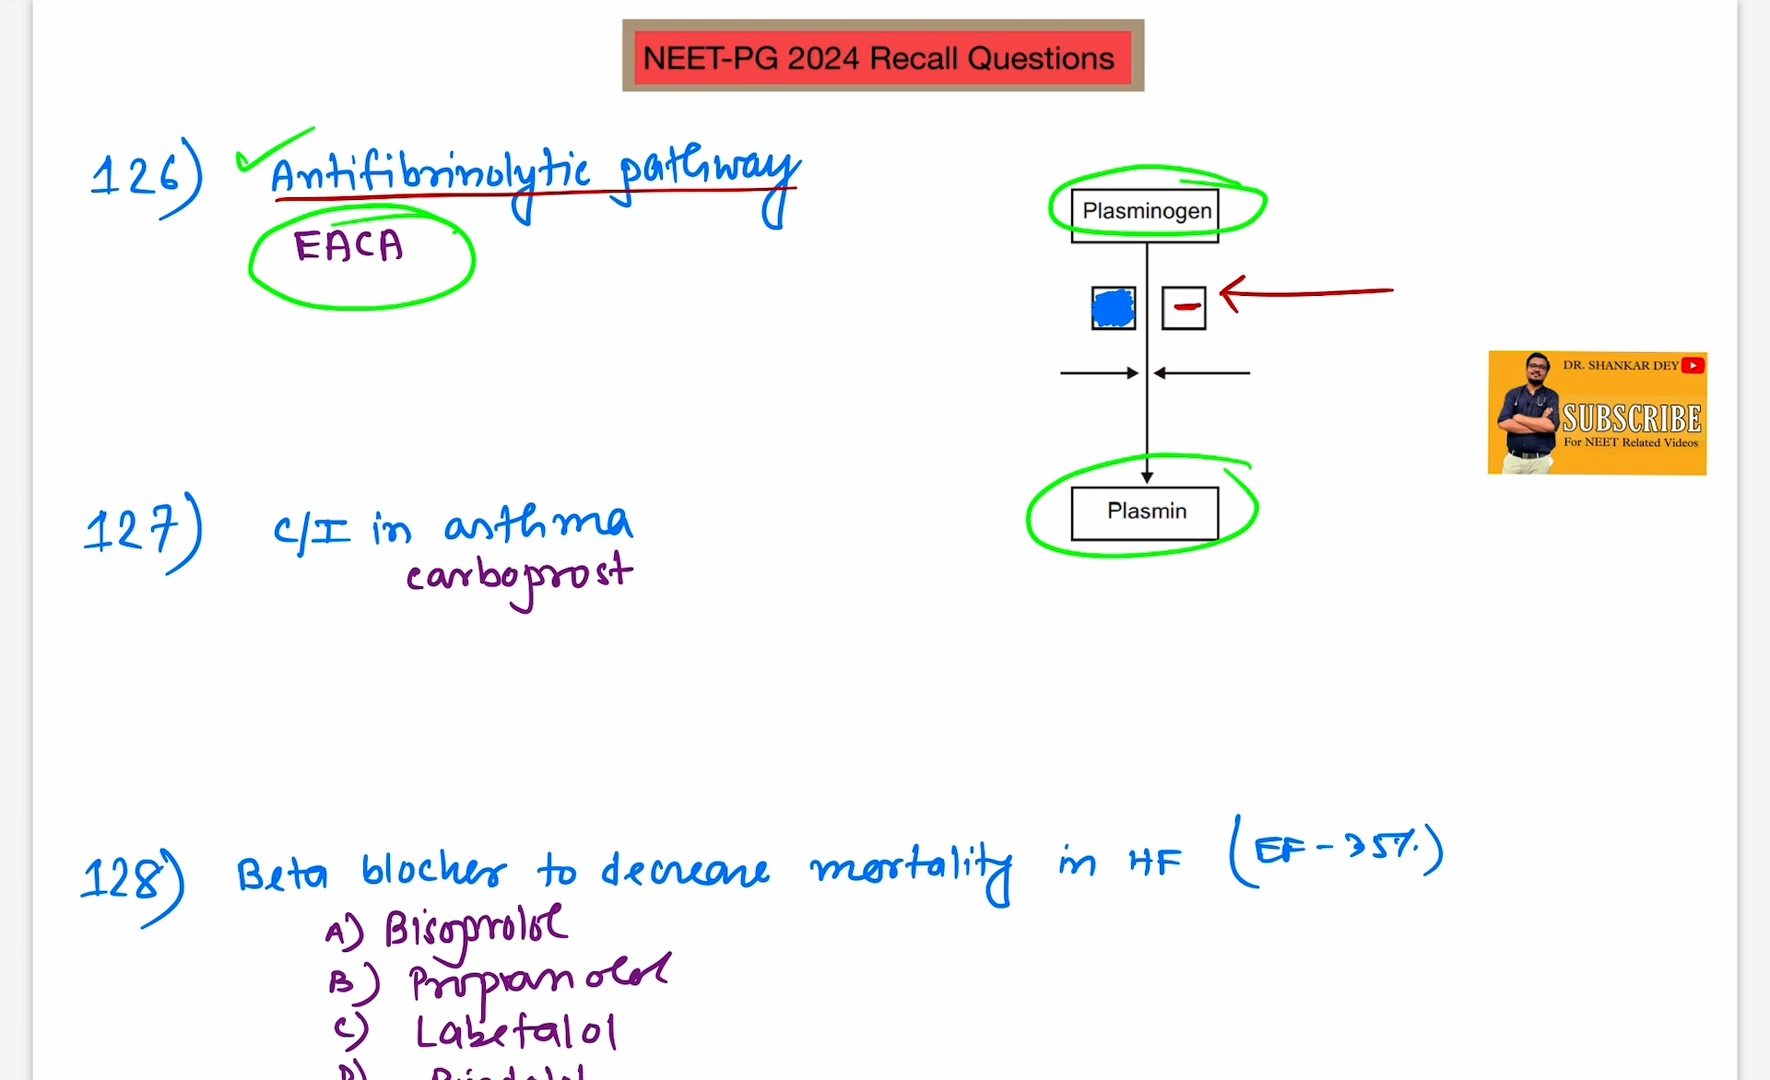 NEET-PG 2024 Recall Questions
126) Antifibrinolytic pathway
EACA
Plasminogen
DR. SHANKAR DEY
SUBSCRIBE
For NEET Related Videos
Plasmin
127) C/I in asthma
carboprost
128) Beta blocker to decrease mortality in HF (EF-35%)
A) Bisoprolol
B) Propranolol
C) Labetalol
D)